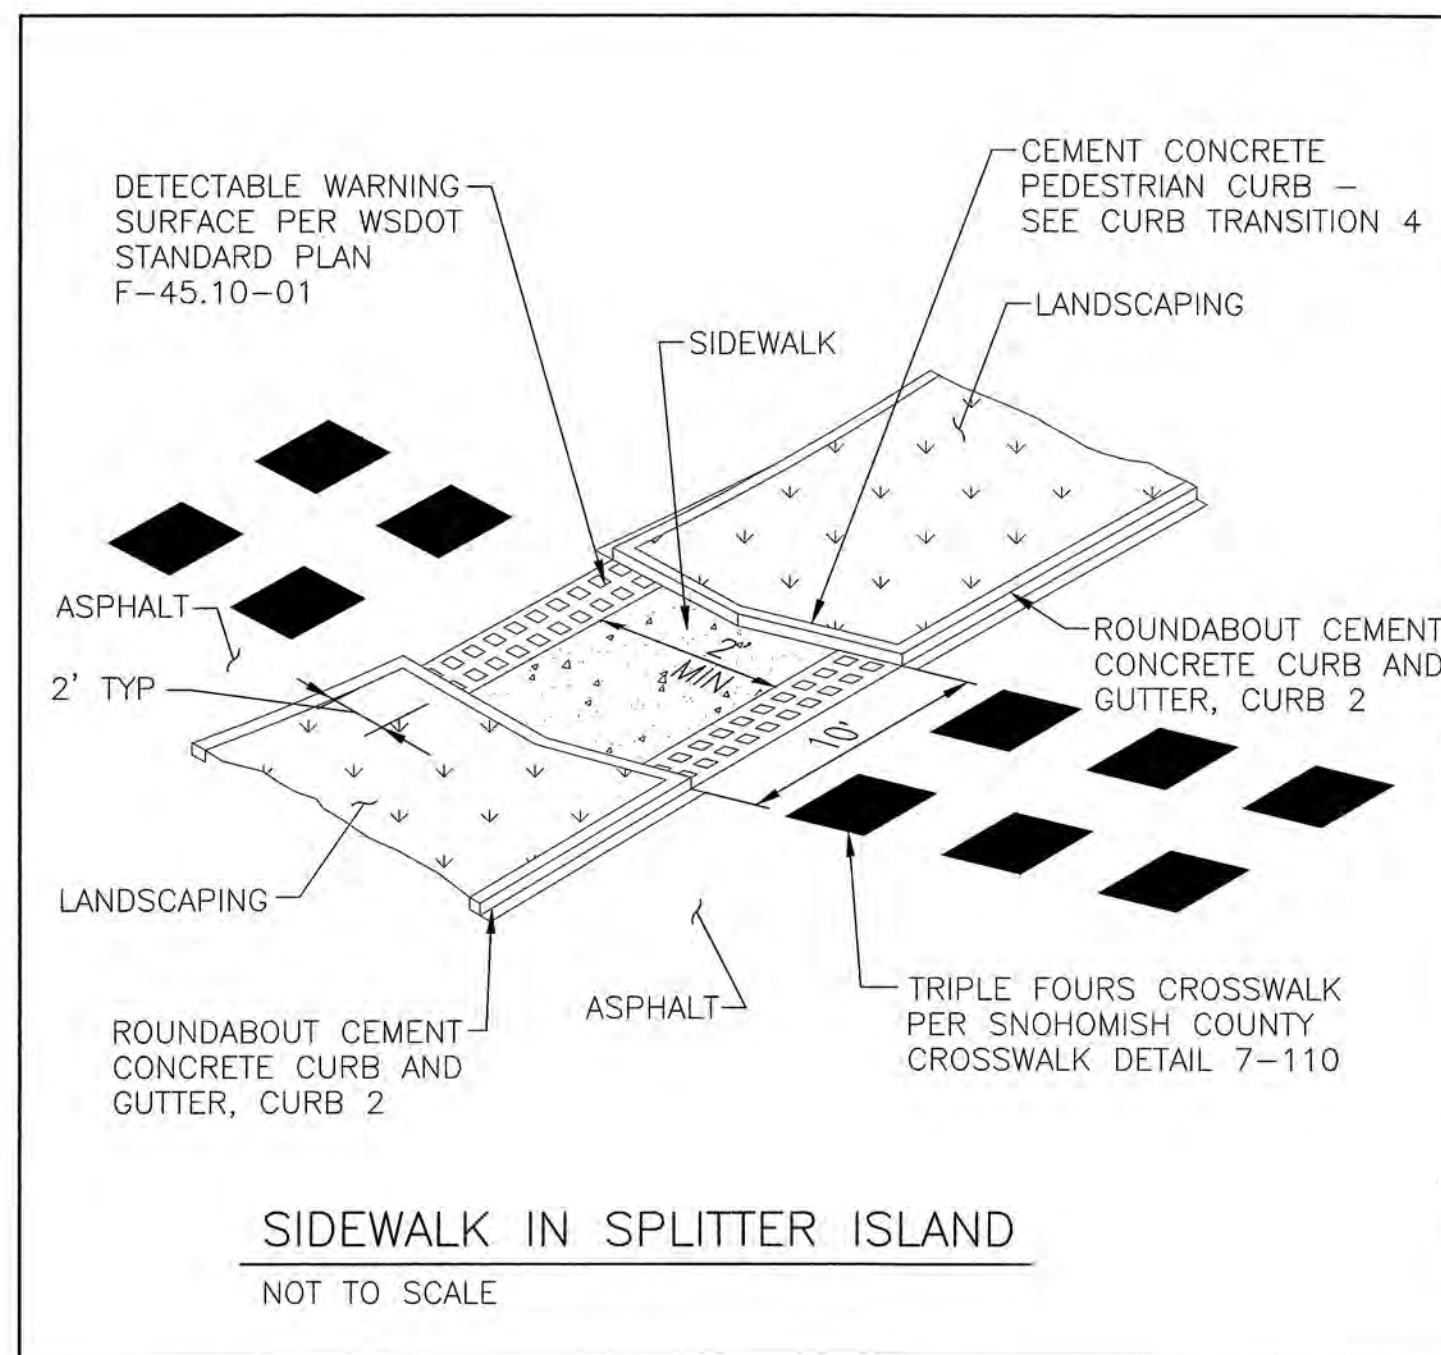 DETECTABLE WARNING
SURFACE PER WSDOT
STANDARD PLAN
F-45.10-01
CEMENT CONCRETE
PEDESTRIAN CURB –
SEE CURB TRANSITION 4
LANDSCAPING
SIDEWALK
ASPHALT
2' TYP
2'
MIN.
10'
ROUNDABOUT CEMENT
CONCRETE CURB AND
GUTTER, CURB 2
LANDSCAPING
ROUNDABOUT CEMENT
CONCRETE CURB AND
GUTTER, CURB 2
ASPHALT
TRIPLE FOURS CROSSWALK
PER SNOHOMISH COUNTY
CROSSWALK DETAIL 7-110
SIDEWALK IN SPLITTER ISLAND
NOT TO SCALE